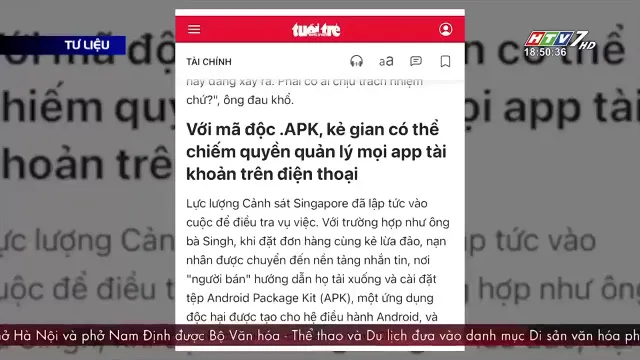 TƯ LIỆU
tuổi trẻ
HTV7 HD
18:50:36
TÀI CHÍNH
aA
này đang xảy ra. Phải có ai chịu trách nhiệm
chứ?", ông đau khổ.
Với mã độc .APK, kẻ gian có thể
chiếm quyền quản lý mọi app tài
khoản trên điện thoại
Lực lượng Cảnh sát Singapore đã lập tức vào
cuộc để điều tra vụ việc. Với trường hợp như ông
bà Singh, khi đặt đơn hàng cùng kẻ lừa đảo, nạn
nhân được chuyển đến nền tảng nhắn tin, nơi
"người bán" hướng dẫn họ tải xuống và cài đặt
tệp Android Package Kit (APK), một ứng dụng
độc hại được tạo cho hệ điều hành Android, và
Hà Nội và phở Nam Định được Bộ Văn hóa - Thể thao và Du lịch đưa vào danh mục Di sản văn hóa